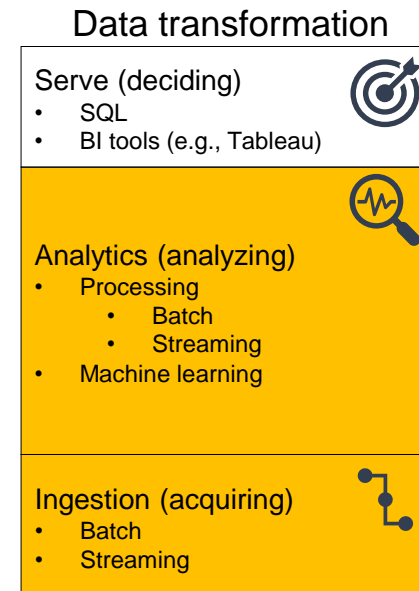 Data transformation
Serve (deciding)
• SQL
• BI tools (e.g., Tableau)
Analytics (analyzing)
• Processing
• Batch
• Streaming
• Machine learning
Ingestion (acquiring)
• Batch
• Streaming